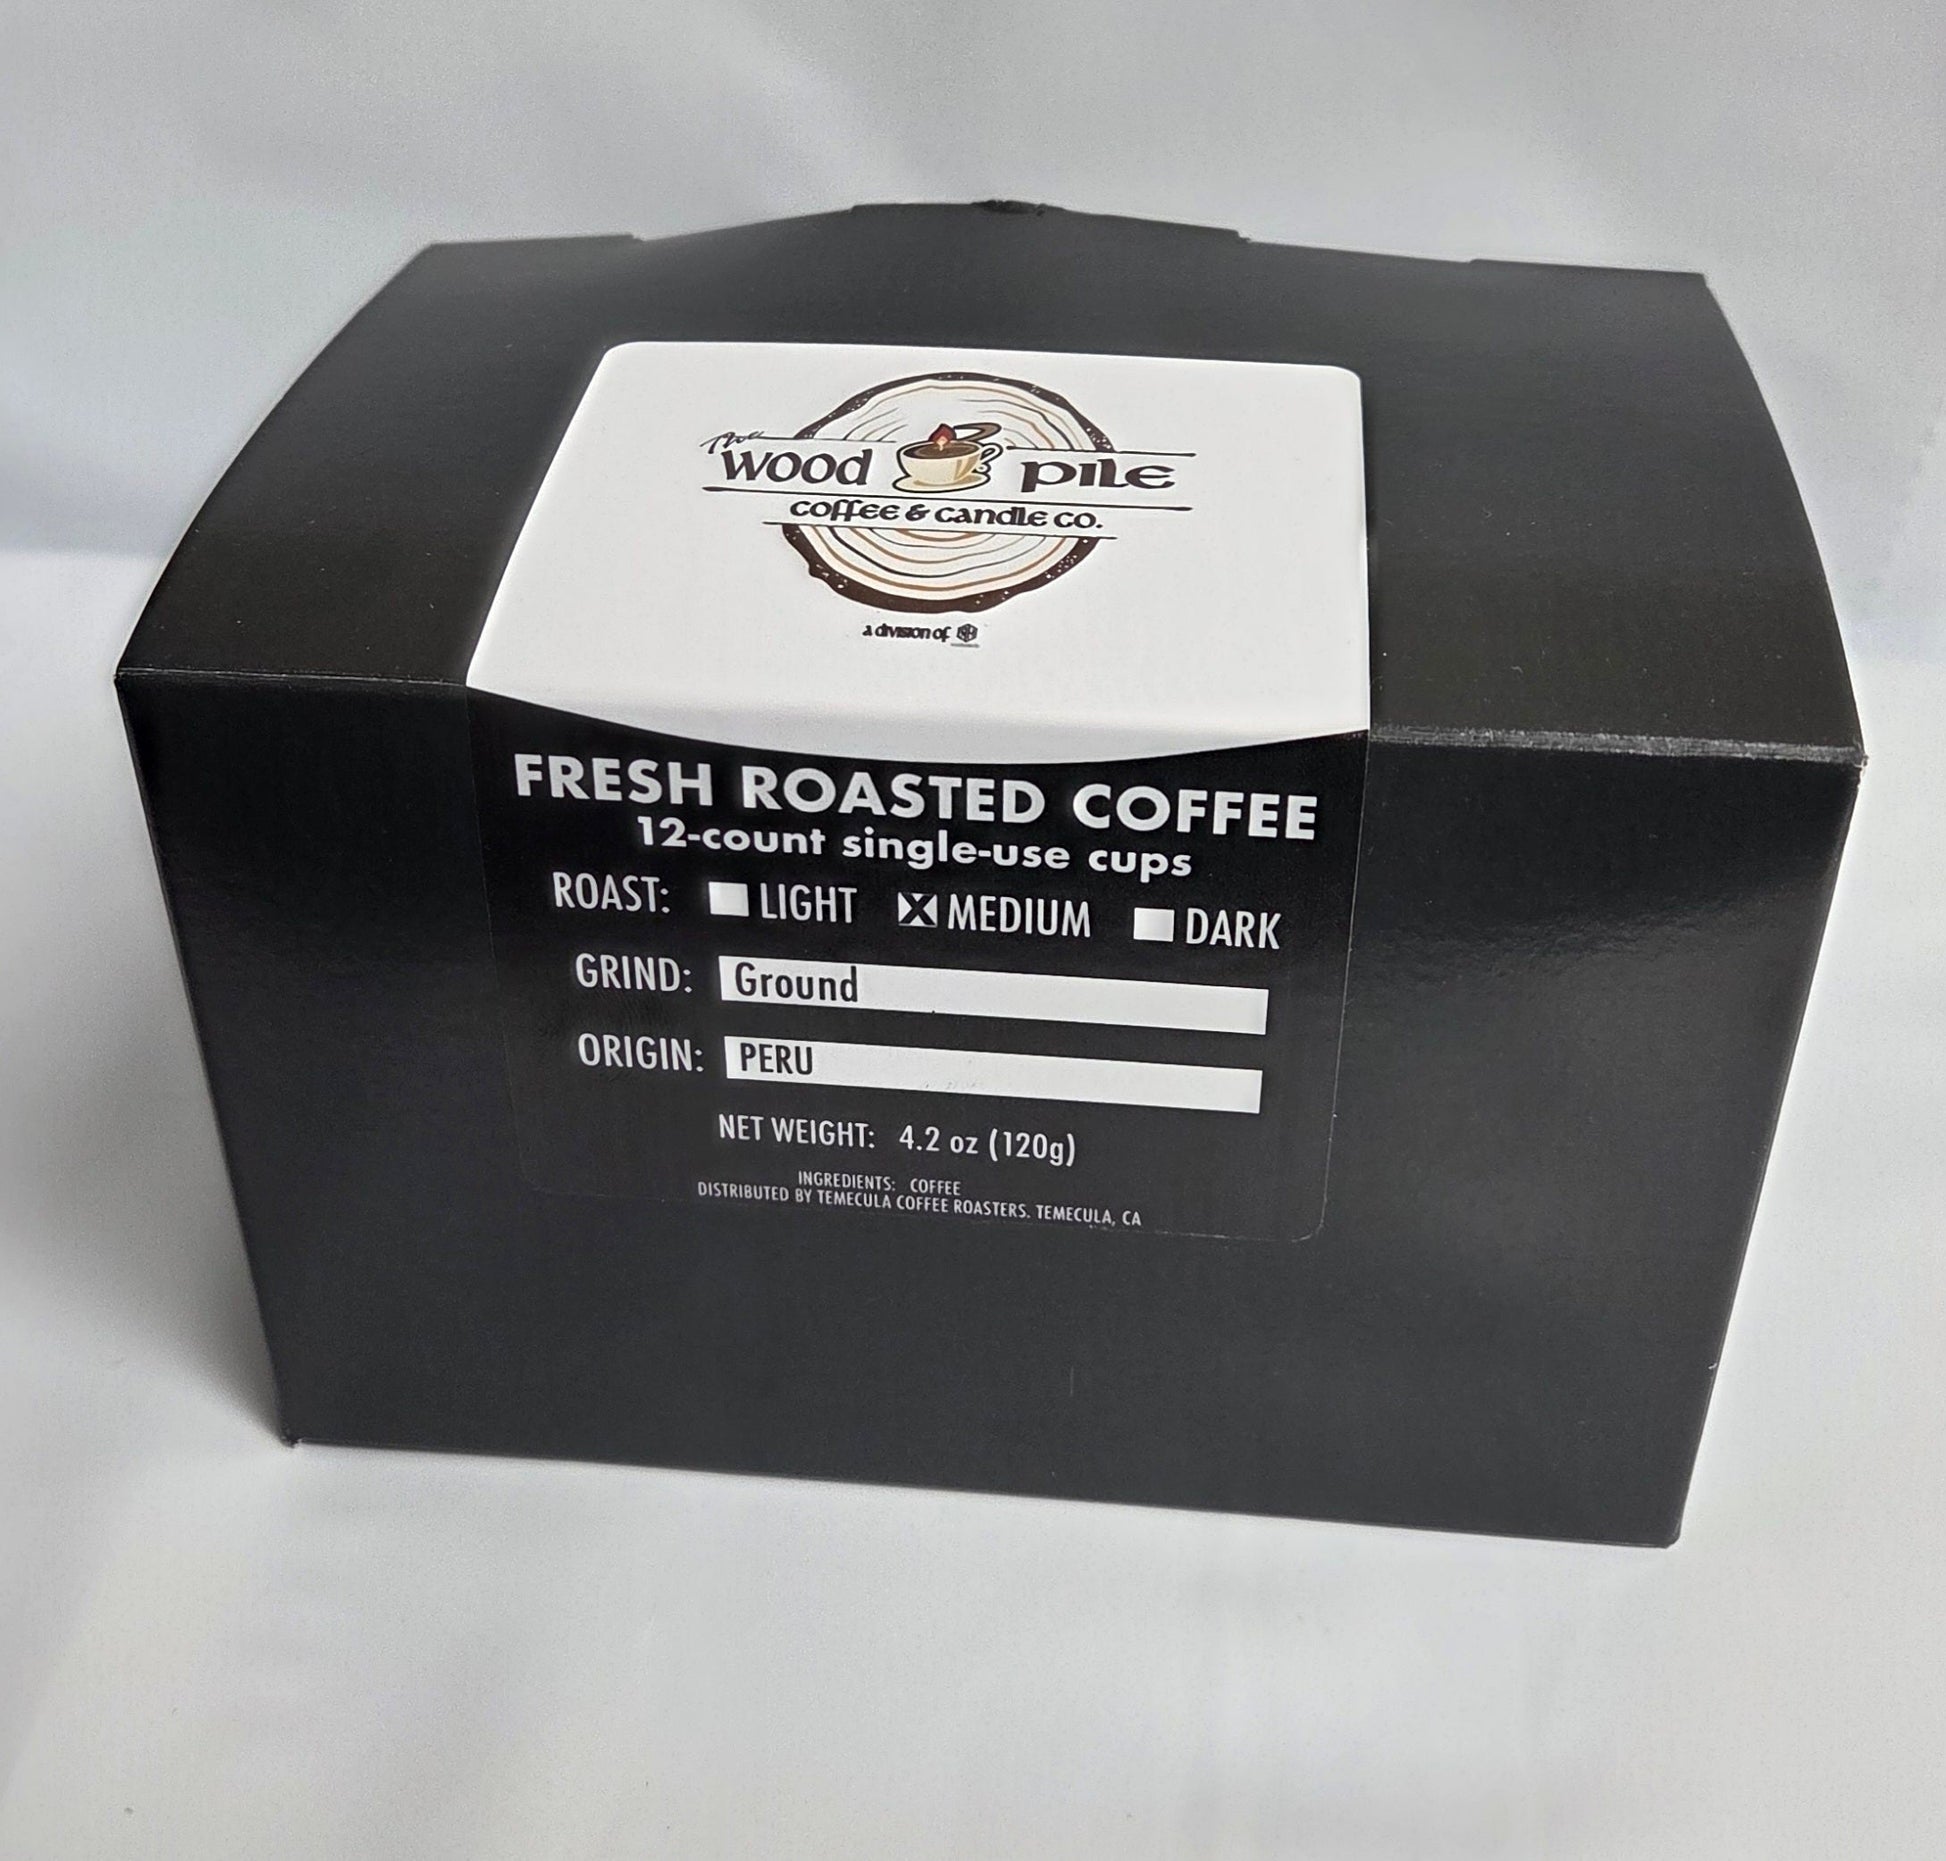 The
wood pile
coffee & candle co.
a division of
FRESH ROASTED COFFEE
12-count single-use cups
ROAST: LIGHT MEDIUM DARK
GRIND: Ground
ORIGIN: PERU
NET WEIGHT: 4.2 oz (120g)
INGREDIENTS: COFFEE
DISTRIBUTED BY TEMECULA COFFEE ROASTERS. TEMECULA, CA